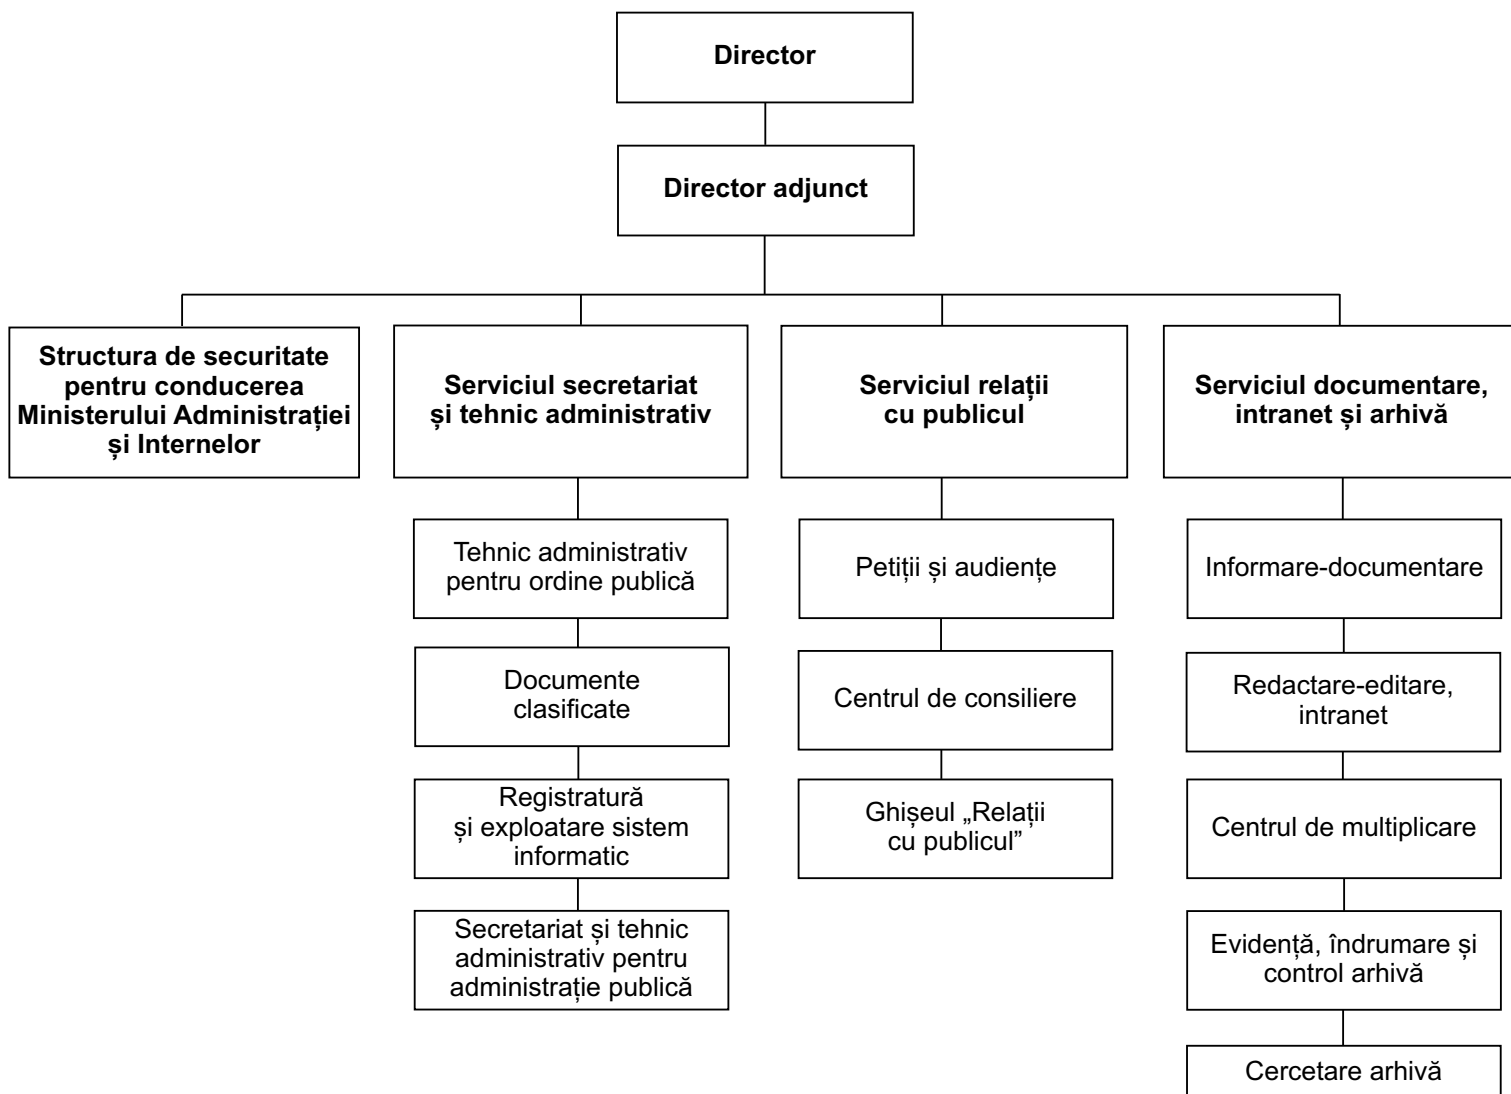 Director
Director adjunct
Structura de securitate
pentru conducerea
Ministerului Administrației
și Internelor
Serviciul secretariat
și tehnic administrativ
Serviciul relații
cu publicul
Serviciul documentare,
intranet și arhivă
Tehnic administrativ
pentru ordine publică
Documente
clasificate
Registratură
și exploatare sistem
informatic
Secretariat și tehnic
administrativ pentru
administrație publică
Petiții și audiențe
Centrul de consiliere
Ghișeul „Relații
cu publicul”
Informare-documentare
Redactare-editare,
intranet
Centrul de multiplicare
Evidență, îndrumare și
control arhivă
Cercetare arhivă